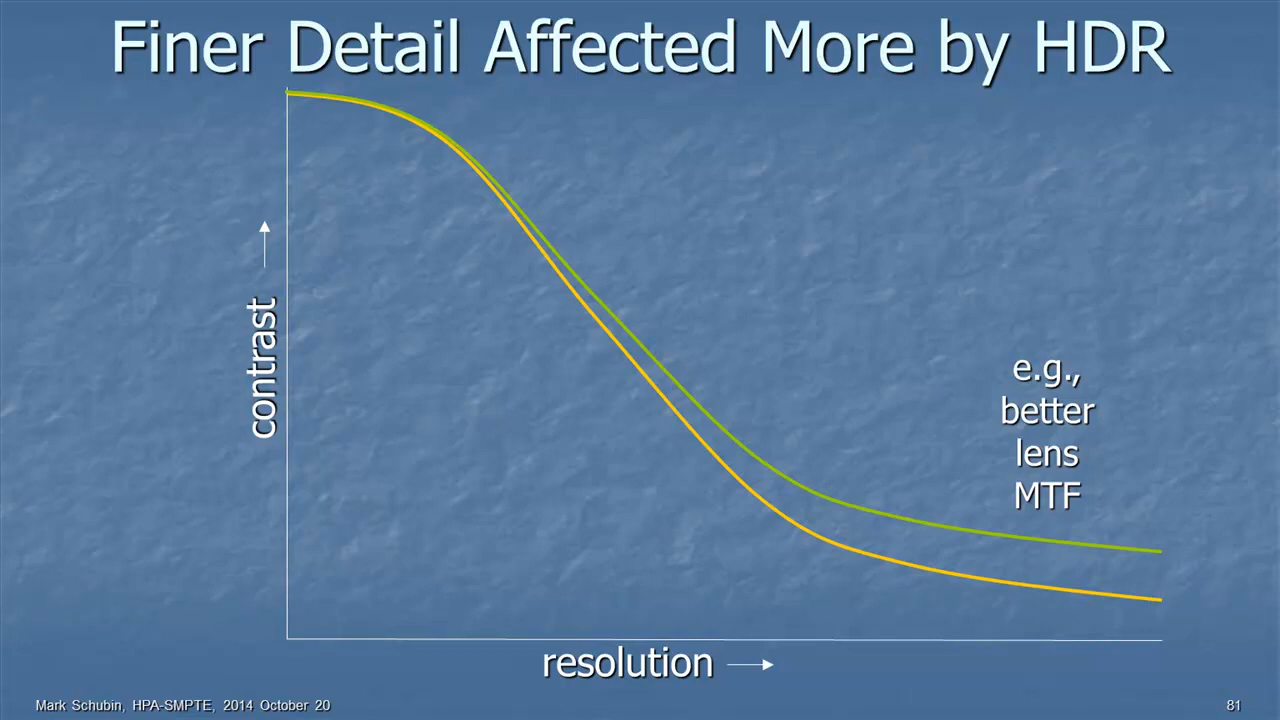 Finer Detail Affected More by HDR
contrast
e.g.,
better
lens
MTF
resolution
Mark Schubin, HPA-SMPTE, 2014 October 20
81